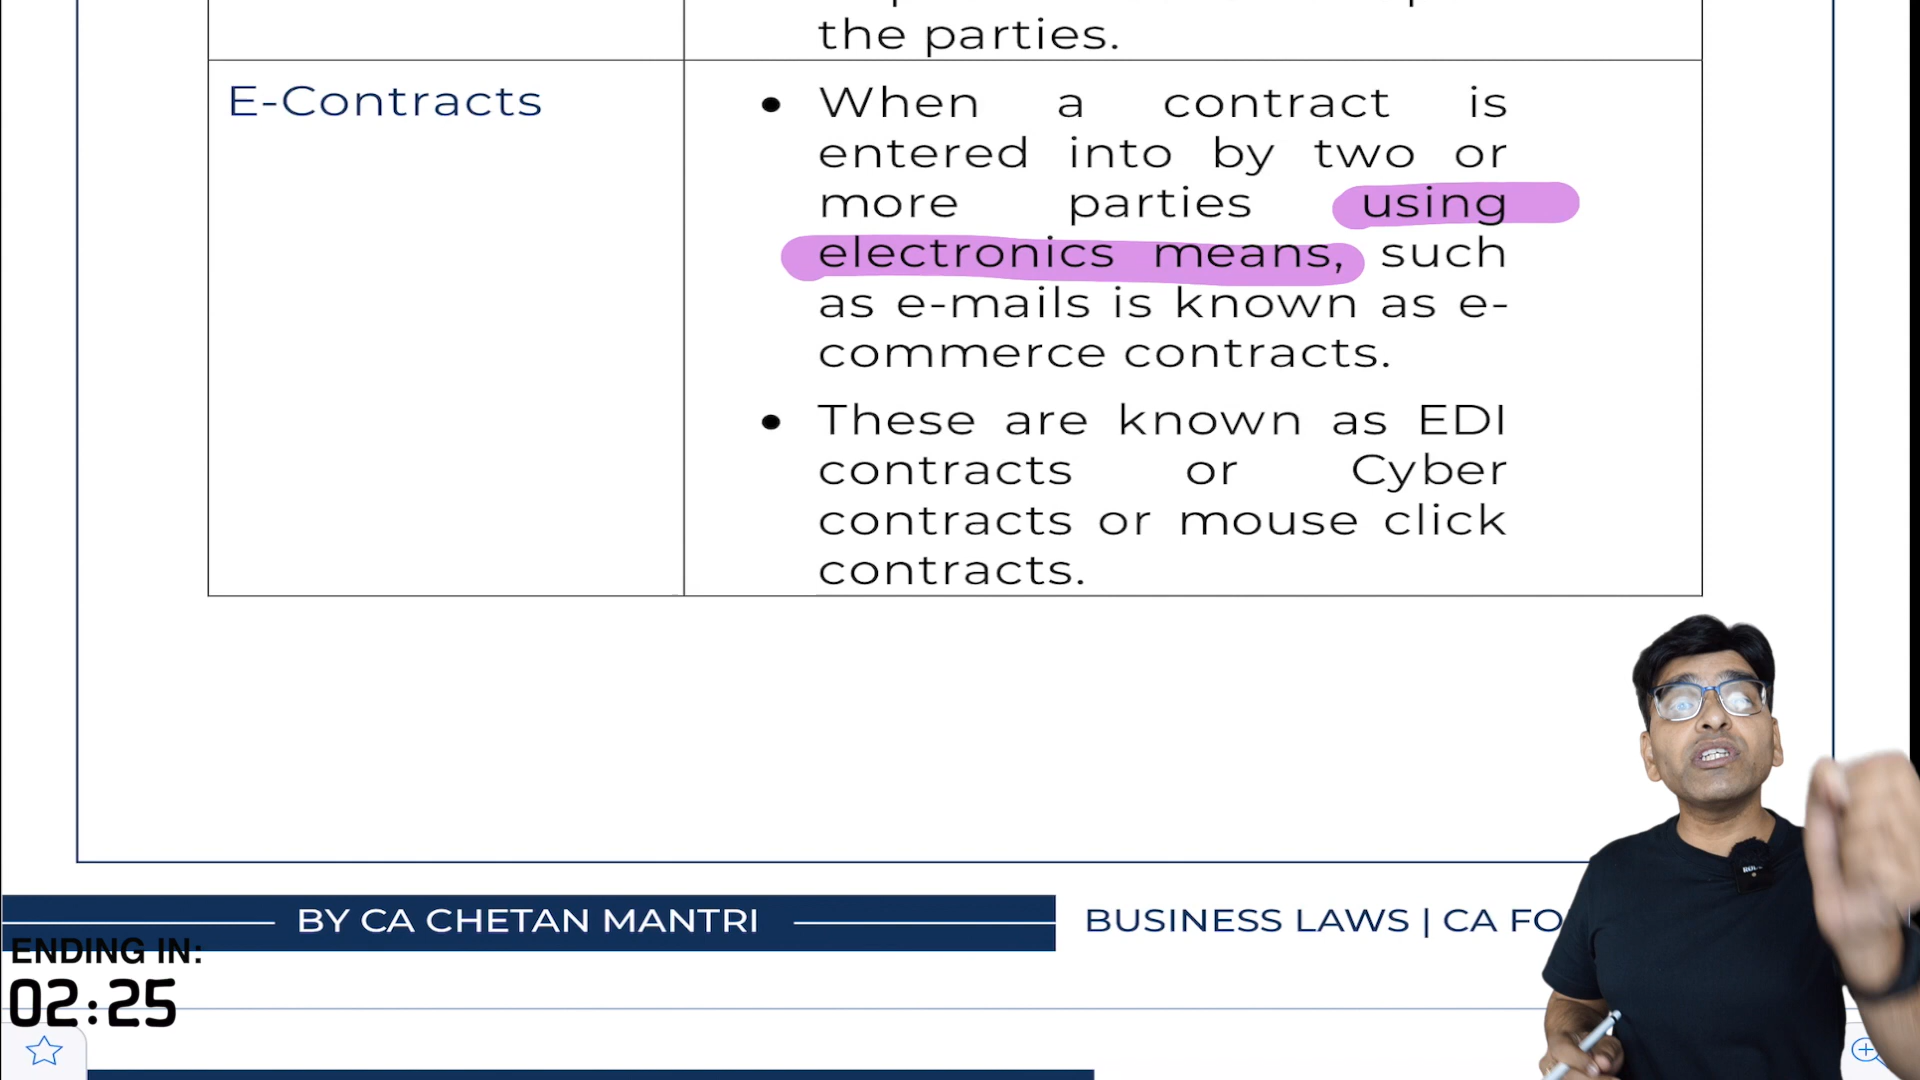 the parties.
E-Contracts
• When a contract is
entered into by two or
more parties using
electronics means, such
as e-mails is known as e-
commerce contracts.
• These are known as EDI
contracts or Cyber
contracts or mouse click
contracts.
BY CA CHETAN MANTRI
BUSINESS LAWS | CA FO
ENDING IN:
02:25